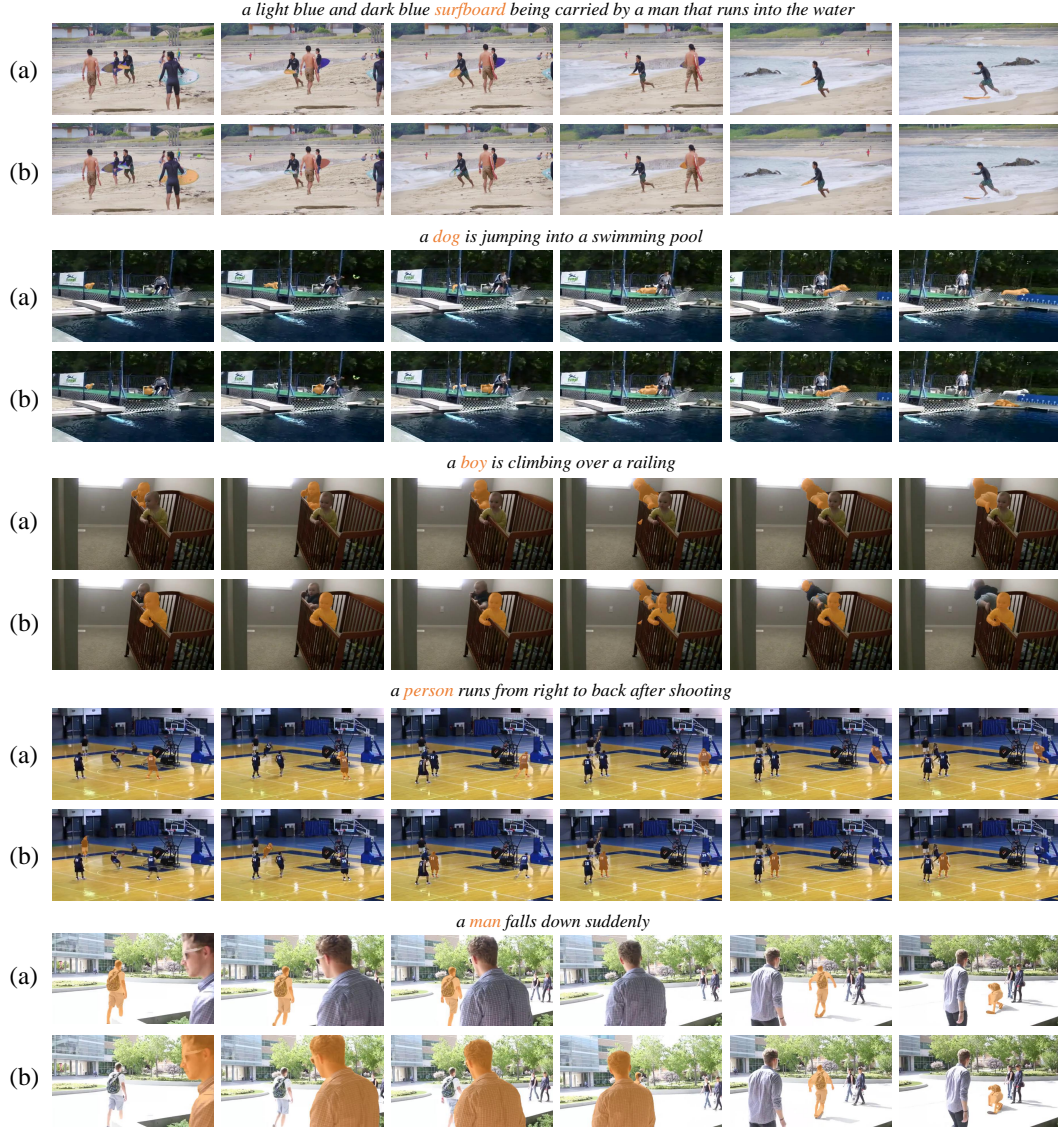 a light blue and dark blue surfboard being carried by a man that runs into the water
(a)
(b)
a dog is jumping into a swimming pool
(a)
(b)
a boy is climbing over a railing
(a)
(b)
a person runs from right to back after shooting
(a)
(b)
a man falls down suddenly
(a)
(b)